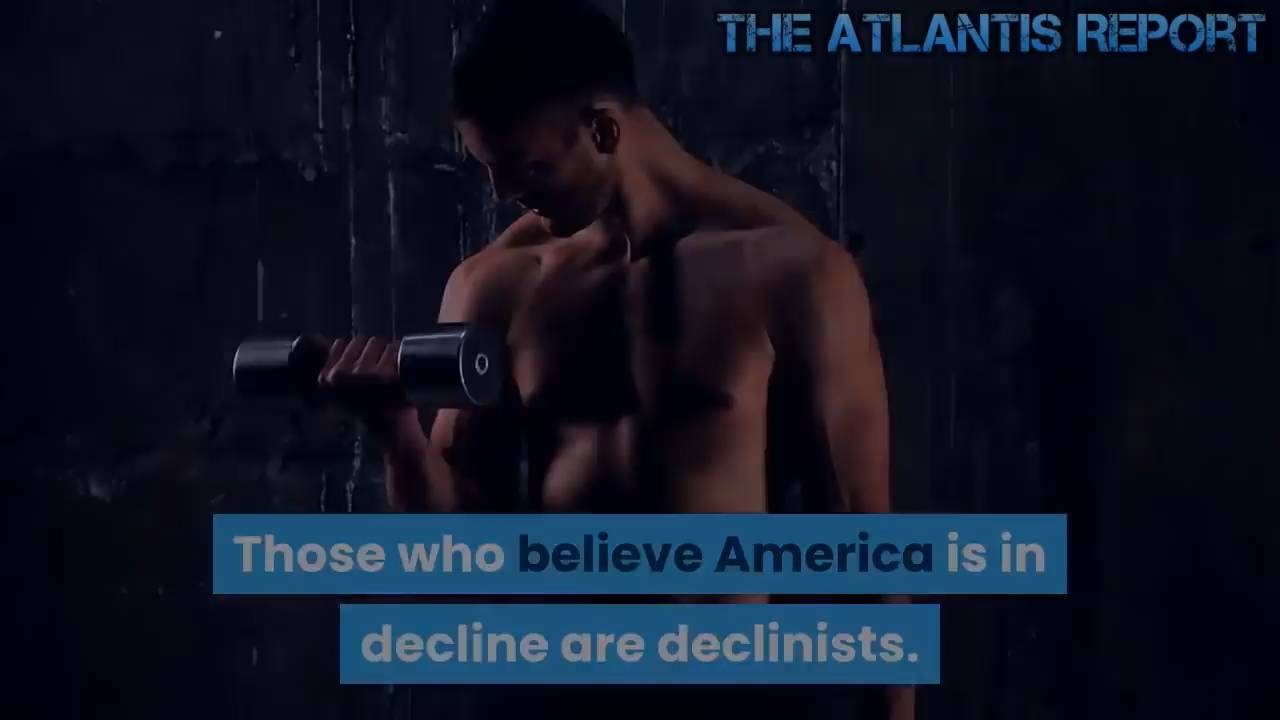 THE ATLANTIS REPORT
Those who believe America is in
decline are declinists.